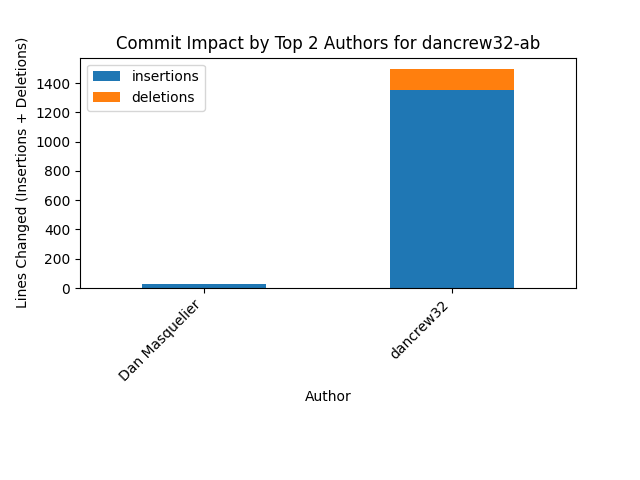 Commit Impact by Top 2 Authors for dancrew32-ab
insertions
deletions
Lines Changed (Insertions + Deletions)
1400
1200
1000
800
600
400
200
0
Dan Masquelier
dancrew32
Author